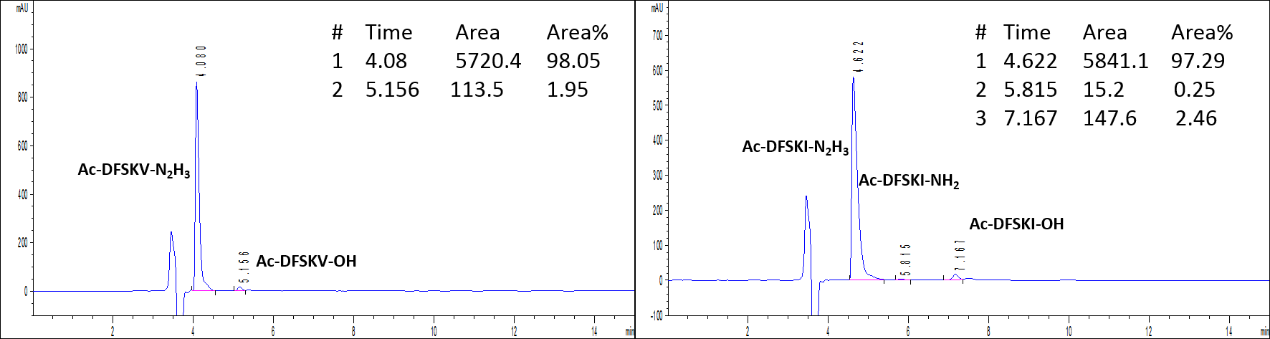 mAU
1000
800
600
400
200
0
2 4 6 8 10 12 14 min
4.080
5.156
Ac-DFSKV-N2H3
Ac-DFSKV-OH
# Time Area Area%
1 4.08 5720.4 98.05
2 5.156 113.5 1.95
mAU
700
600
500
400
300
200
100
0
-100
2 4 6 8 10 12 14 min
4.622
5.815
7.167
Ac-DFSKI-N2H3
Ac-DFSKI-NH2
Ac-DFSKI-OH
# Time Area Area%
1 4.622 5841.1 97.29
2 5.815 15.2 0.25
3 7.167 147.6 2.46